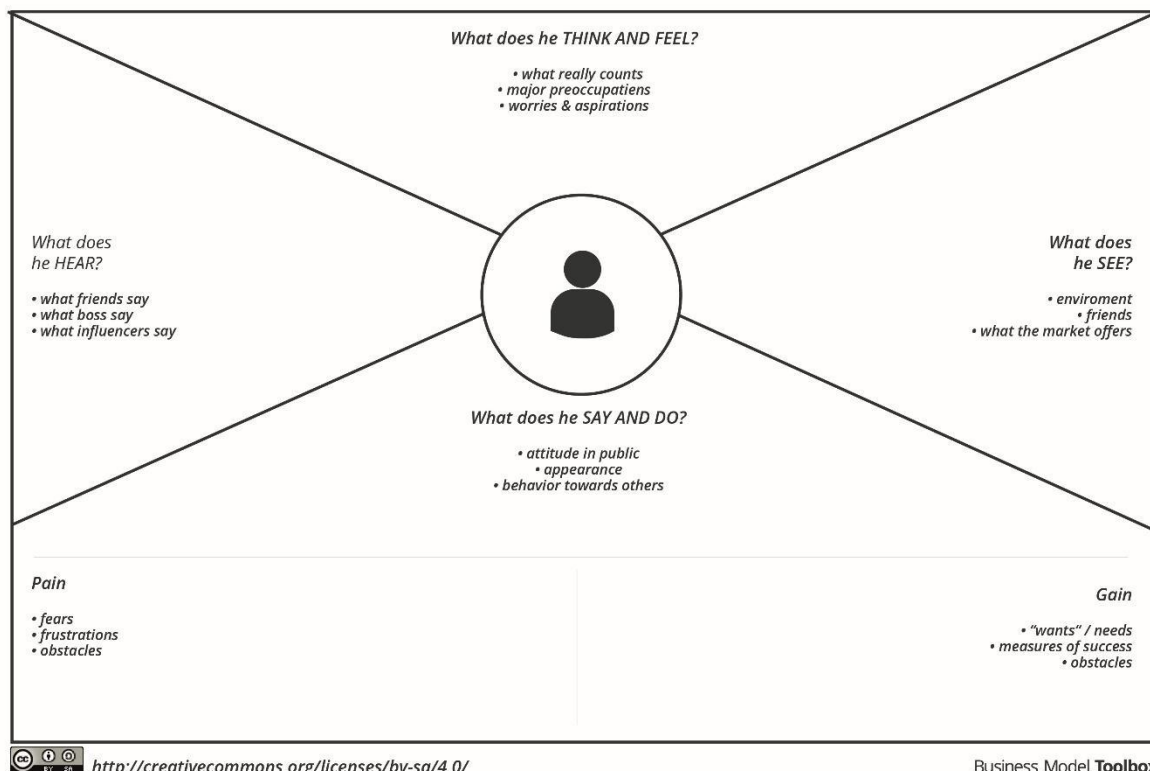 What does he THINK AND FEEL?
• what really counts
• major preoccupatiens
• worries & aspirations
What does
he HEAR?
• what friends say
• what boss say
• what influencers say
What does
he SEE?
• enviroment
• friends
• what the market offers
What does he SAY AND DO?
• attitude in public
• appearance
• behavior towards others
Pain
• fears
• frustrations
• obstacles
Gain
• “wants” / needs
• measures of success
• obstacles
cc BY SA
http://creativecommons.org/licenses/by-sa/4.0/
Business Model Toolbox